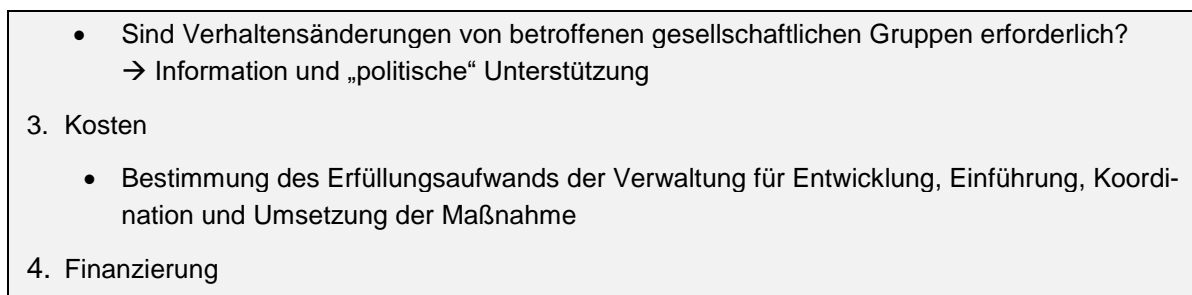 • Sind Verhaltensänderungen von betroffenen gesellschaftlichen Gruppen erforderlich?
→ Information und „politische“ Unterstützung
3. Kosten
• Bestimmung des Erfüllungsaufwands der Verwaltung für Entwicklung, Einführung, Koordi-
nation und Umsetzung der Maßnahme
4. Finanzierung